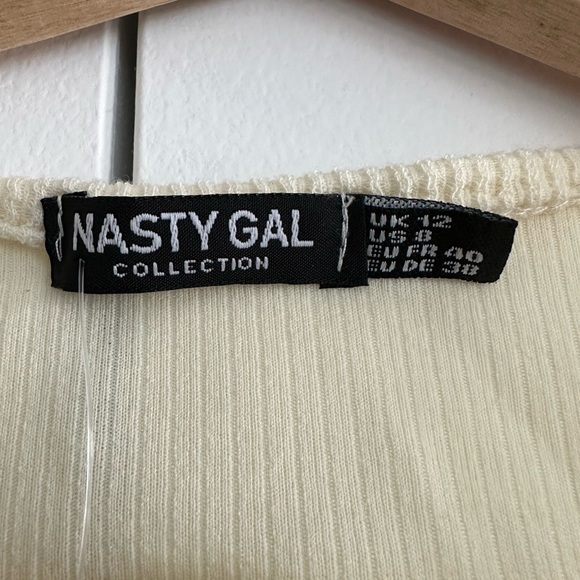 NASTY GAL
COLLECTION
UK 12
US 8
EU FR 40
EU DE 38